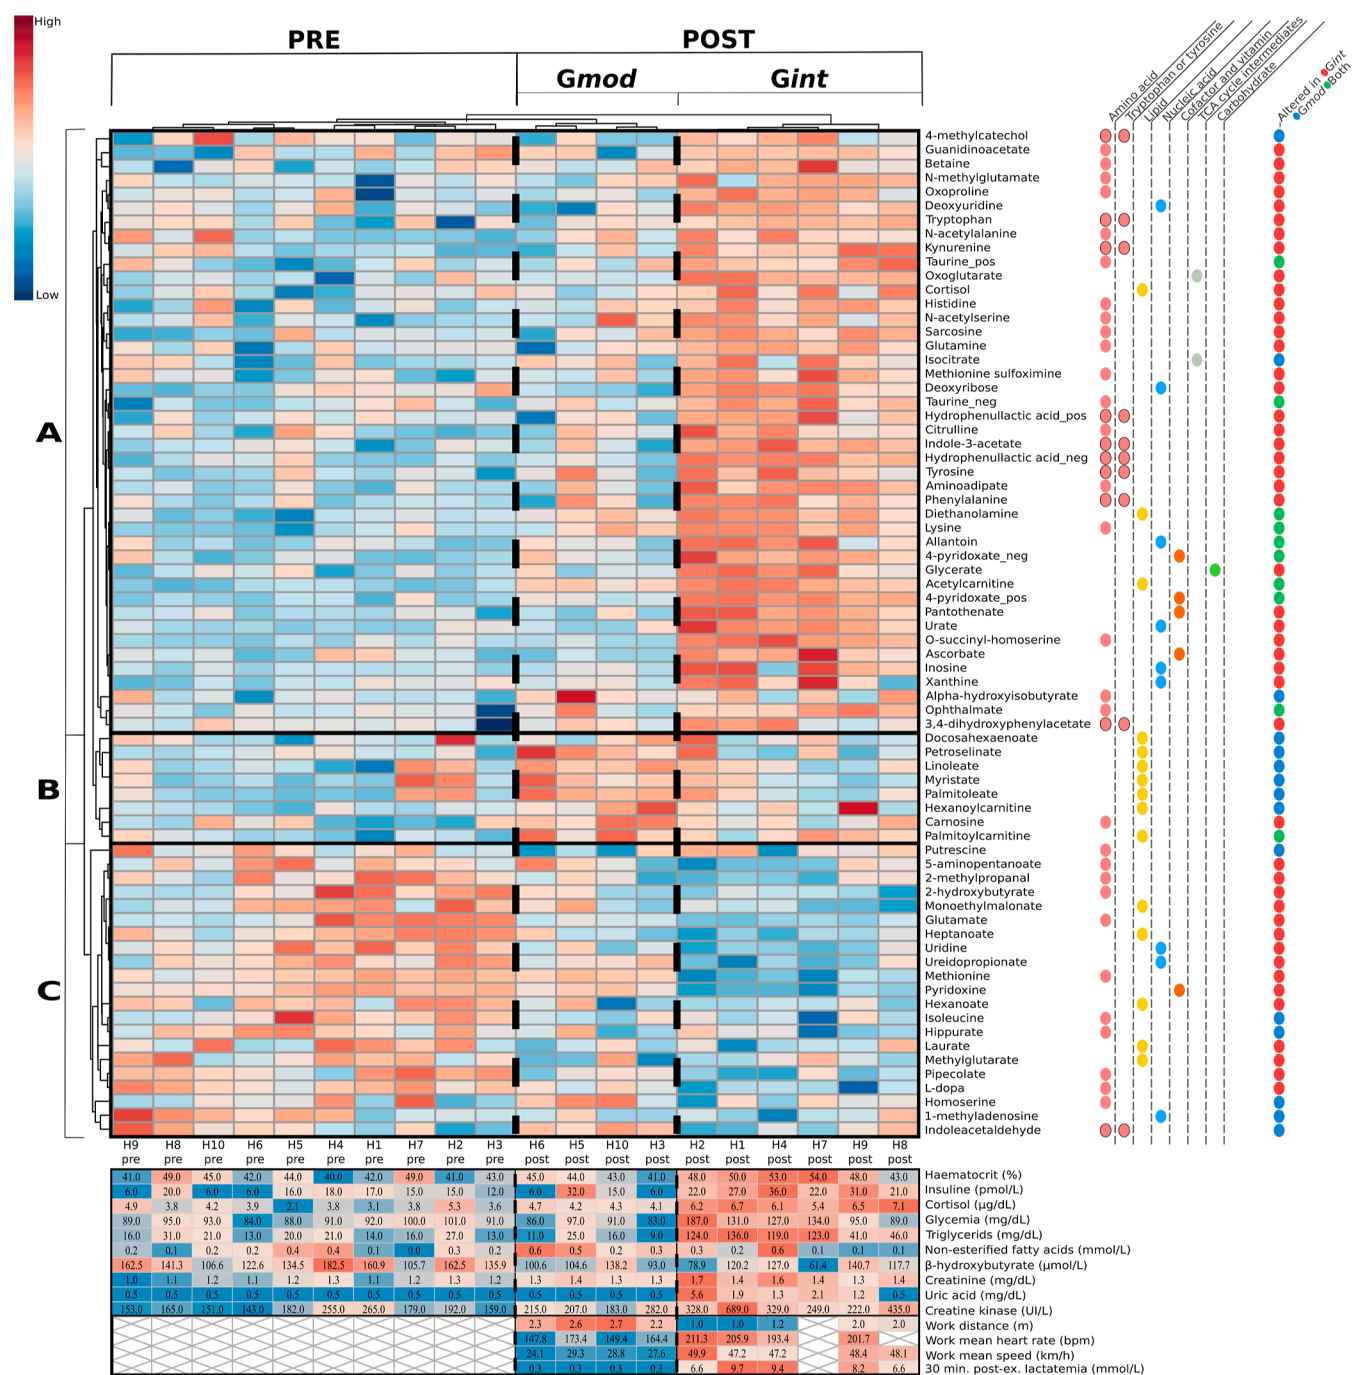 High
Low
PRE
POST
Gmod
Gint
Amino acid
Tryptophan or tyrosine
Lipid
Nucleic acid
Cofactor and vitamin
TCA cycle intermediates
Carbohydrate
Altered in Gint
Gmod Both
A
B
C
4-methylcatechol
Guanidinoacetate
Betaine
N-methylglutamate
Oxoproline
Deoxyuridine
Tryptophan
N-acetylalanine
Kynurenine
Taurine_pos
Oxoglutarate
Cortisol
Histidine
N-acetylserine
Sarcosine
Glutamine
Isocitrate
Methionine sulfoximine
Deoxyribose
Taurine_neg
Hydrophenullactic acid_pos
Citrulline
Indole-3-acetate
Hydrophenullactic acid_neg
Tyrosine
Aminoadipate
Phenylalanine
Diethanolamine
Lysine
Allantoin
4-pyridoxate_neg
Glycerate
Acetylcarnitine
4-pyridoxate_pos
Pantothenate
Urate
O-succinyl-homoserine
Ascorbate
Inosine
Xanthine
Alpha-hydroxyisobutyrate
Ophthalmate
3,4-dihydroxyphenylacetate
Docosahexaenoate
Petroselinate
Linoleate
Myristate
Palmitoleate
Hexanoylcarnitine
Carnosine
Palmitoylcarnitine
Putrescine
5-aminopentanoate
2-methylpropanal
2-hydroxybutyrate
Monoethylmalonate
Glutamate
Heptanoate
Uridine
Ureidopropionate
Methionine
Pyridoxine
Hexanoate
Isoleucine
Hippurate
Laurate
Methylglutarate
Pipecolate
L-dopa
Homoserine
1-methyladenosine
Indoleacetaldehyde
H9 H8 H10 H6 H5 H4 H1 H7 H2 H3 H6 H5 H10 H3 H2 H1 H4 H7 H9 H8
pre pre pre pre pre pre pre pre pre pre post post post post post post post post post post
41.0 49.0 45.0 42.0 44.0 40.0 42.0 49.0 41.0 43.0 45.0 44.0 43.0 41.0 48.0 50.0 53.0 54.0 48.0 43.0 Haematocrit (%)
6.0 20.0 6.0 6.0 16.0 18.0 17.0 15.0 15.0 12.0 6.0 32.0 15.0 6.0 22.0 27.0 36.0 22.0 31.0 21.0 Insuline (pmol/L)
4.9 3.8 4.2 3.9 2.1 3.8 3.1 3.8 5.3 3.6 4.7 4.2 4.3 4.1 6.2 6.7 6.1 5.4 6.5 7.1 Cortisol (µg/dL)
89.0 95.0 93.0 84.0 88.0 91.0 92.0 100.0 101.0 91.0 86.0 97.0 91.0 83.0 187.0 131.0 127.0 134.0 95.0 89.0 Glycemia (mg/dL)
16.0 31.0 21.0 13.0 20.0 21.0 14.0 16.0 27.0 13.0 11.0 25.0 16.0 9.0 124.0 136.0 119.0 123.0 41.0 46.0 Triglycerids (mg/dL)
0.2 0.1 0.2 0.2 0.4 0.4 0.1 0.0 0.3 0.2 0.6 0.5 0.2 0.3 0.3 0.2 0.6 0.1 0.1 0.1 Non-esterified fatty acids (mmol/L)
162.5 141.3 106.6 122.6 134.5 182.5 160.9 105.7 162.5 135.9 100.6 104.6 138.2 93.0 78.9 120.2 127.0 61.4 140.7 117.7 β-hydroxybutyrate (µmol/L)
1.0 1.1 1.2 1.1 1.2 1.3 1.1 1.2 1.3 1.2 1.3 1.4 1.3 1.3 1.7 1.4 1.6 1.4 1.3 1.4 Creatinine (mg/dL)
0.5 0.5 0.5 0.5 0.5 0.5 0.5 0.5 0.5 0.5 0.5 0.5 0.5 0.5 5.6 1.9 1.3 2.1 1.2 0.5 Uric acid (mg/dL)
153.0 165.0 151.0 143.0 182.0 255.0 265.0 179.0 192.0 159.0 215.0 207.0 183.0 282.0 328.0 689.0 329.0 249.0 222.0 435.0 Creatine kinase (UI/L)
2.3 2.6 2.7 2.2 1.0 1.0 1.2 2.0 2.0 Work distance (m)
147.8 173.4 149.4 164.4 211.3 205.9 193.4 201.7 Work mean heart rate (bpm)
24.1 29.3 28.8 27.6 49.9 47.2 47.2 48.4 48.1 Work mean speed (km/h)
0.3 0.3 0.3 0.3 6.6 9.7 9.4 8.2 6.6 30 min. post-ex. lactatemia (mmol/L)